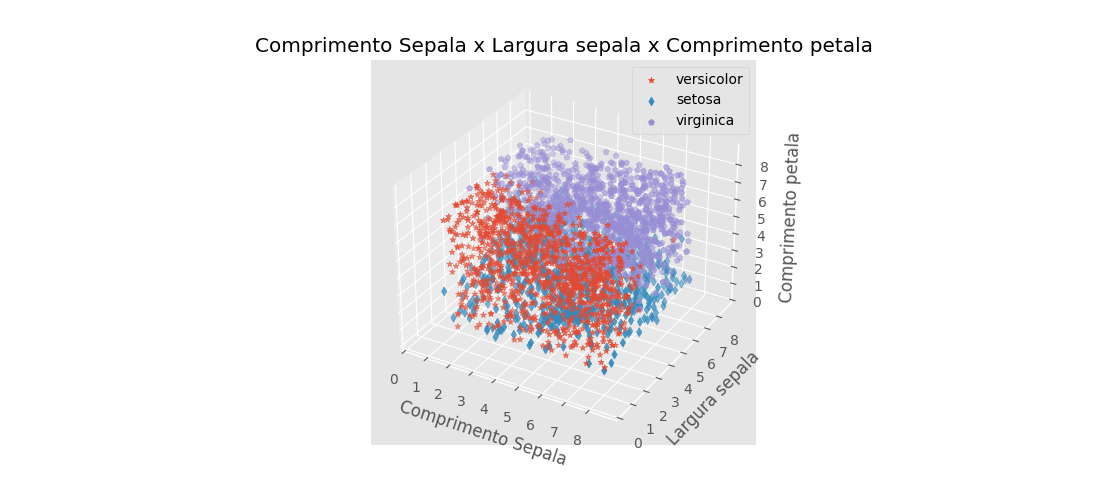 Comprimento Sepala x Largura sepala x Comprimento petala
versicolor
setosa
virginica
8
7
6
5
4
3
2
1
0
Comprimento petala
0 1 2 3 4 5 6 7 8
Comprimento Sepala
0 1 2 3 4 5 6 7 8
Largura sepala